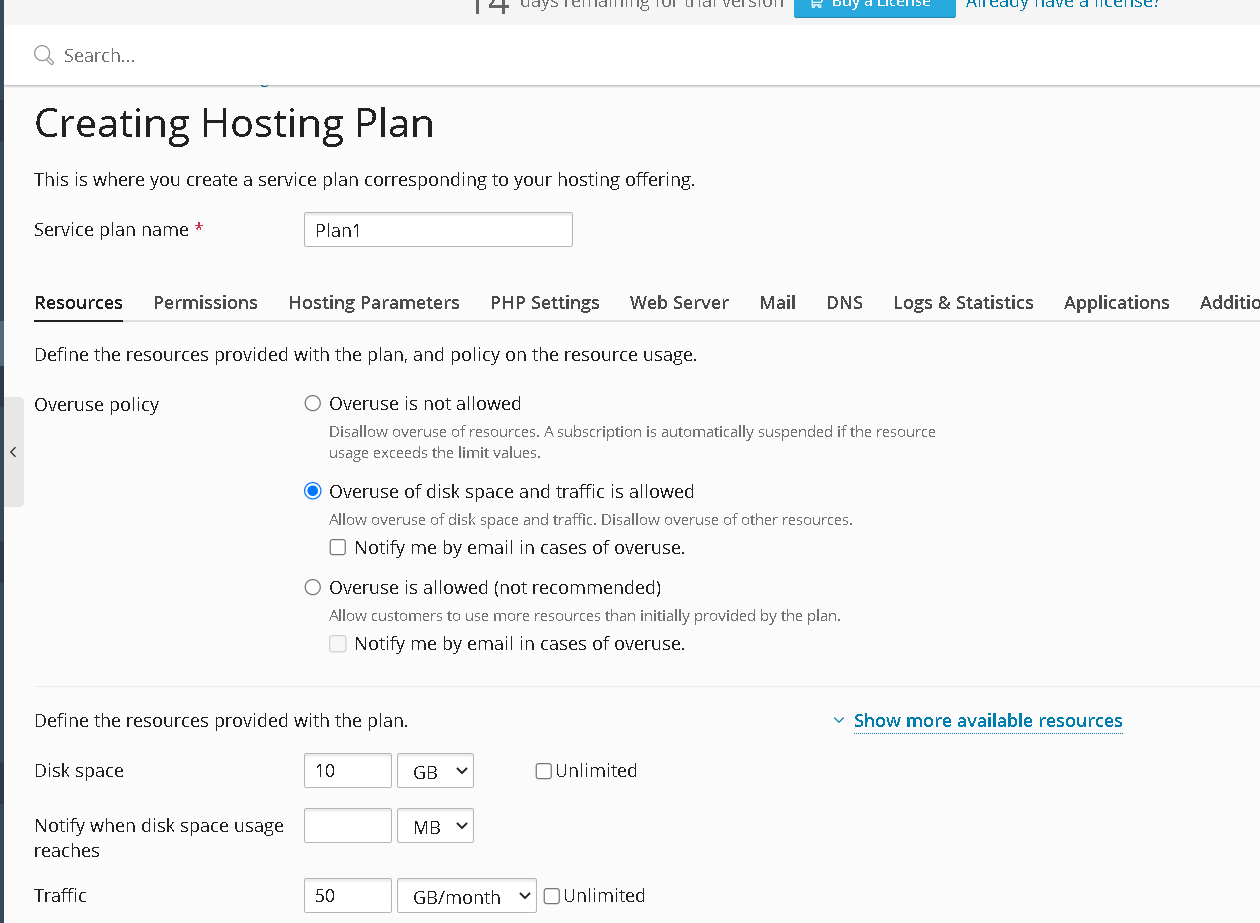 14 days remaining for trial version Buy a License Already have a license?
Search...
Creating Hosting Plan
This is where you create a service plan corresponding to your hosting offering.
Service plan name * Plan1
Resources Permissions Hosting Parameters PHP Settings Web Server Mail DNS Logs & Statistics Applications Additio
Define the resources provided with the plan, and policy on the resource usage.
Overuse policy Overuse is not allowed
Disallow overuse of resources. A subscription is automatically suspended if the resource
usage exceeds the limit values.
Overuse of disk space and traffic is allowed
Allow overuse of disk space and traffic. Disallow overuse of other resources.
Notify me by email in cases of overuse.
Overuse is allowed (not recommended)
Allow customers to use more resources than initially provided by the plan.
Notify me by email in cases of overuse.
Define the resources provided with the plan. Show more available resources
Disk space 10 GB Unlimited
Notify when disk space usage
reaches MB
Traffic 50 GB/month Unlimited